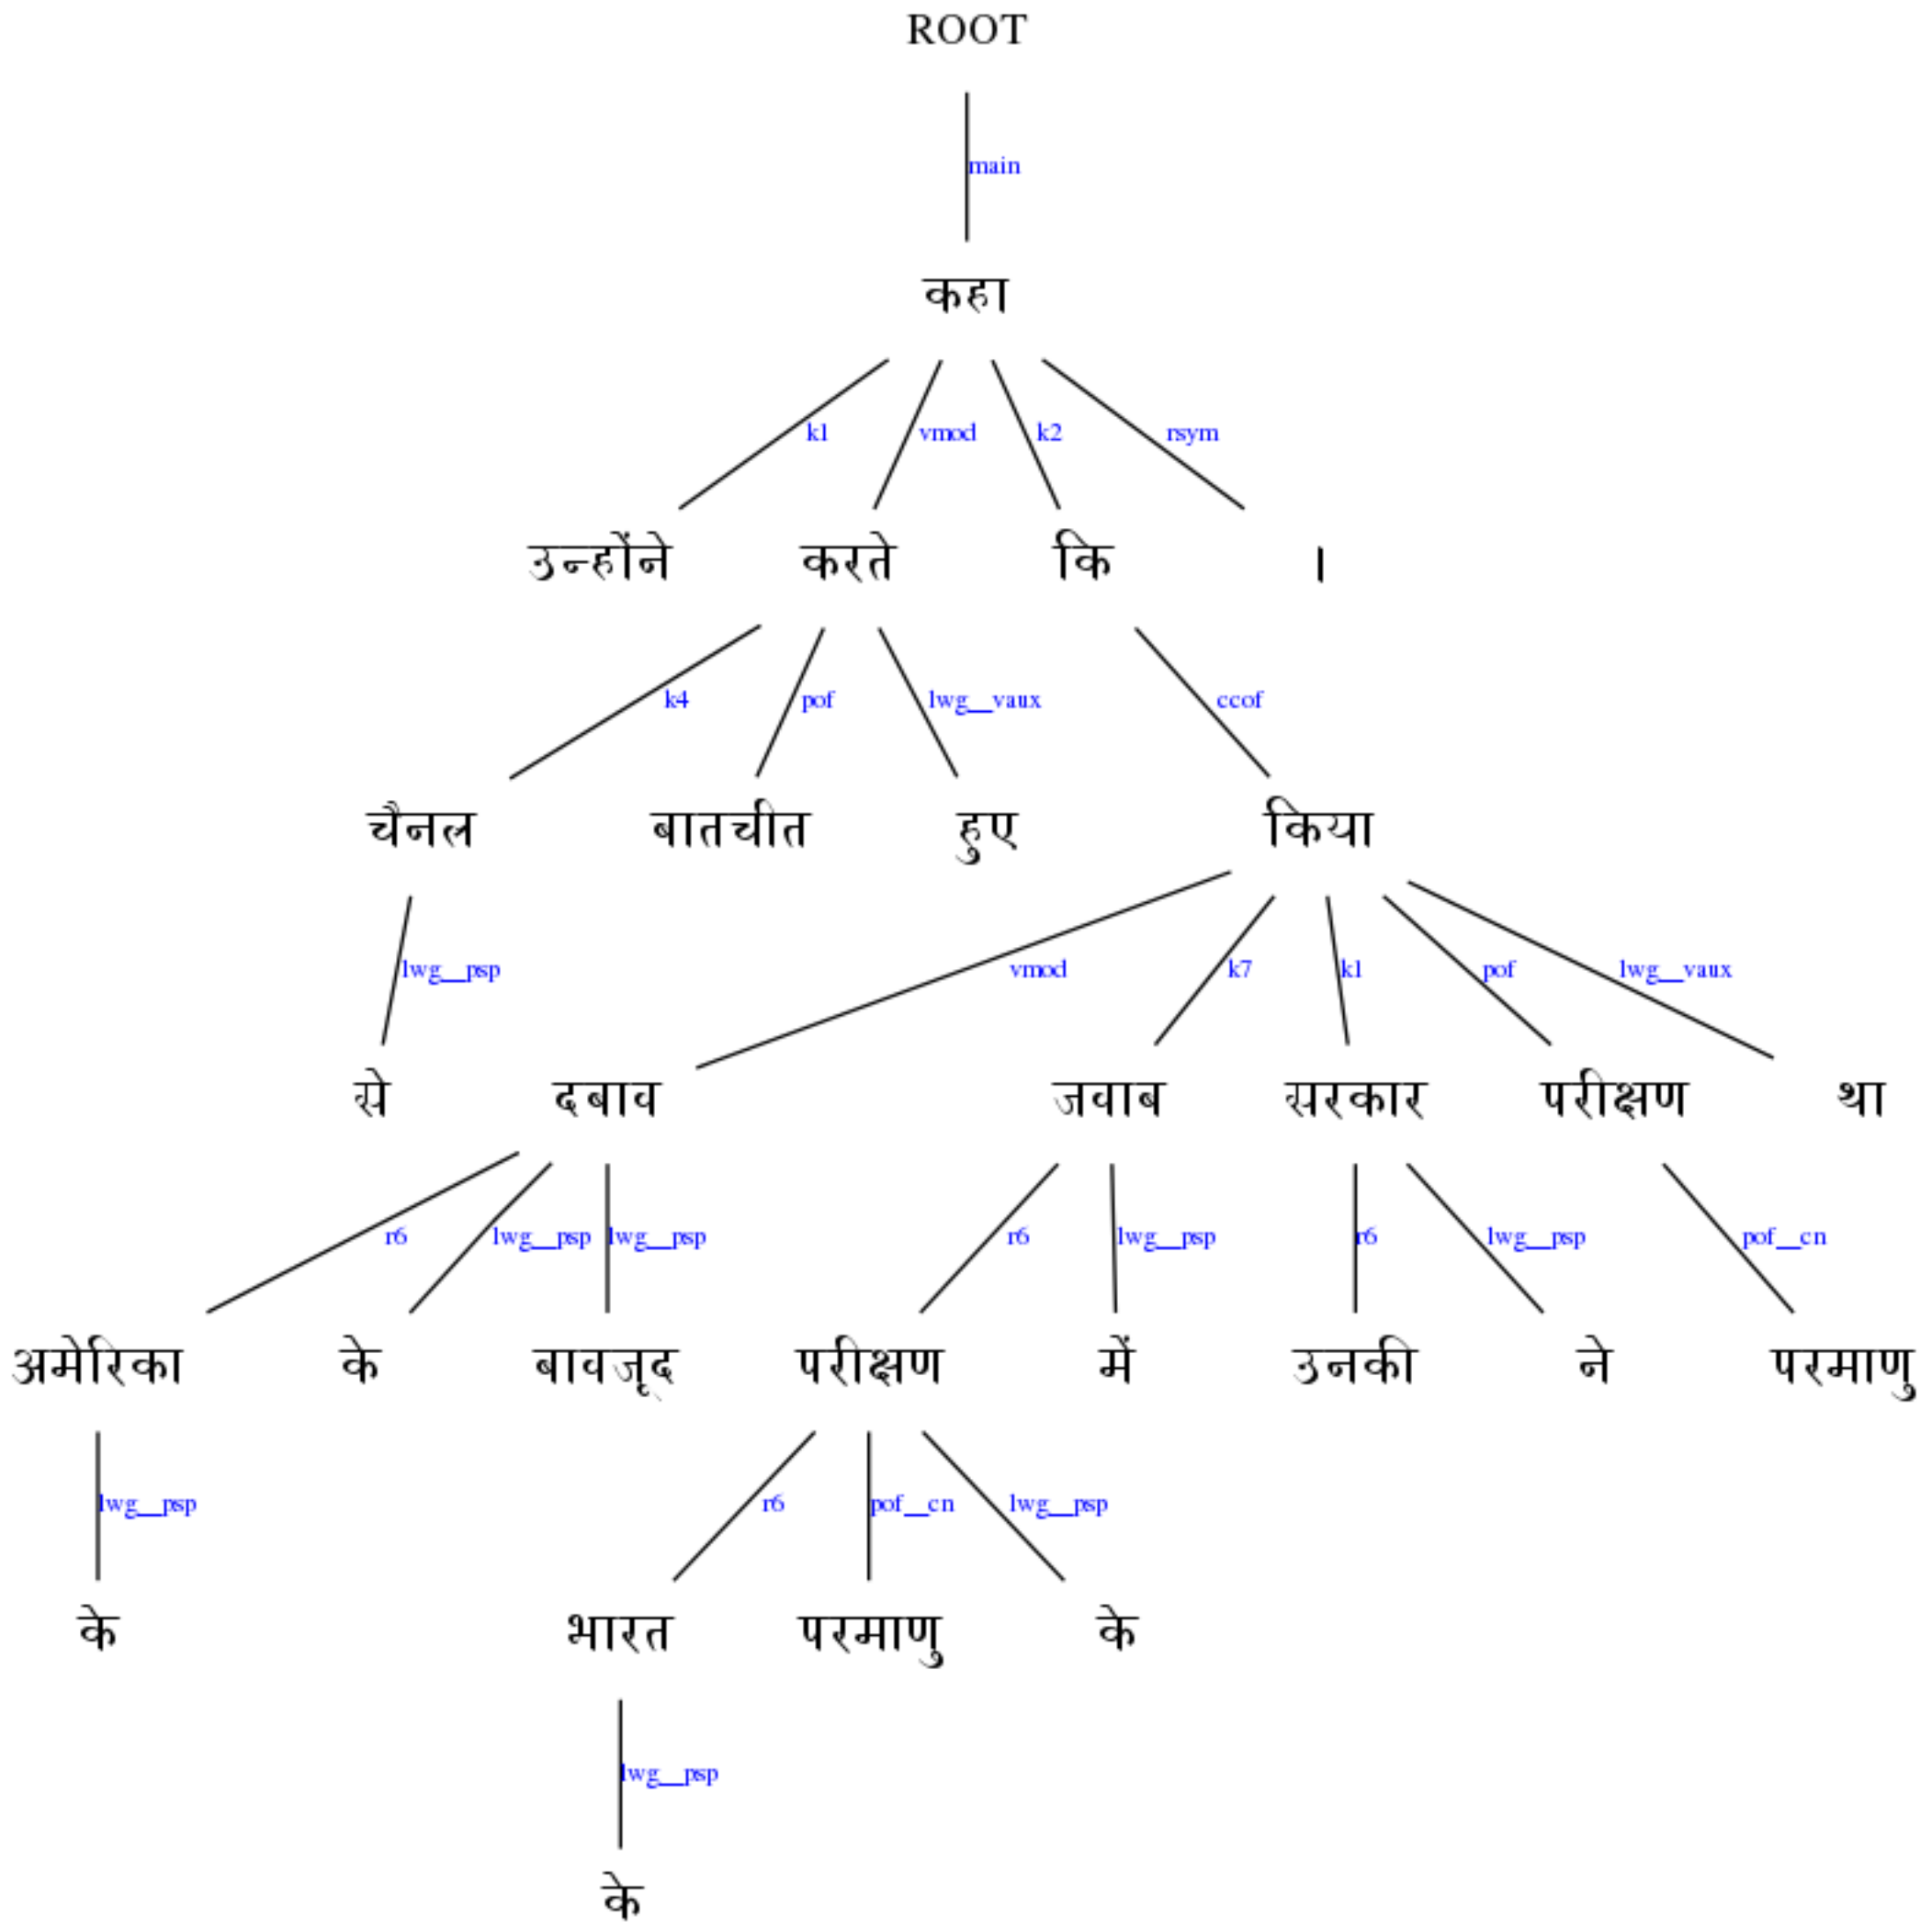 ROOT
main
कहा
k1 vmod k2 rsym
उन्होंने करते कि ।
k4 pof lwg__vaux ccof
चैनल बातचीत हुए किया
lwg__psp vmod k7 k1 pof lwg__vaux
से दबाव जवाब सरकार परीक्षण था
r6 lwg__psp lwg__psp r6 lwg__psp r6 lwg__psp pof__cn
अमेरिका के बावजूद परीक्षण में उनकी ने परमाणु
lwg__psp r6 pof__cn lwg__psp
के भारत परमाणु के
lwg__psp
के